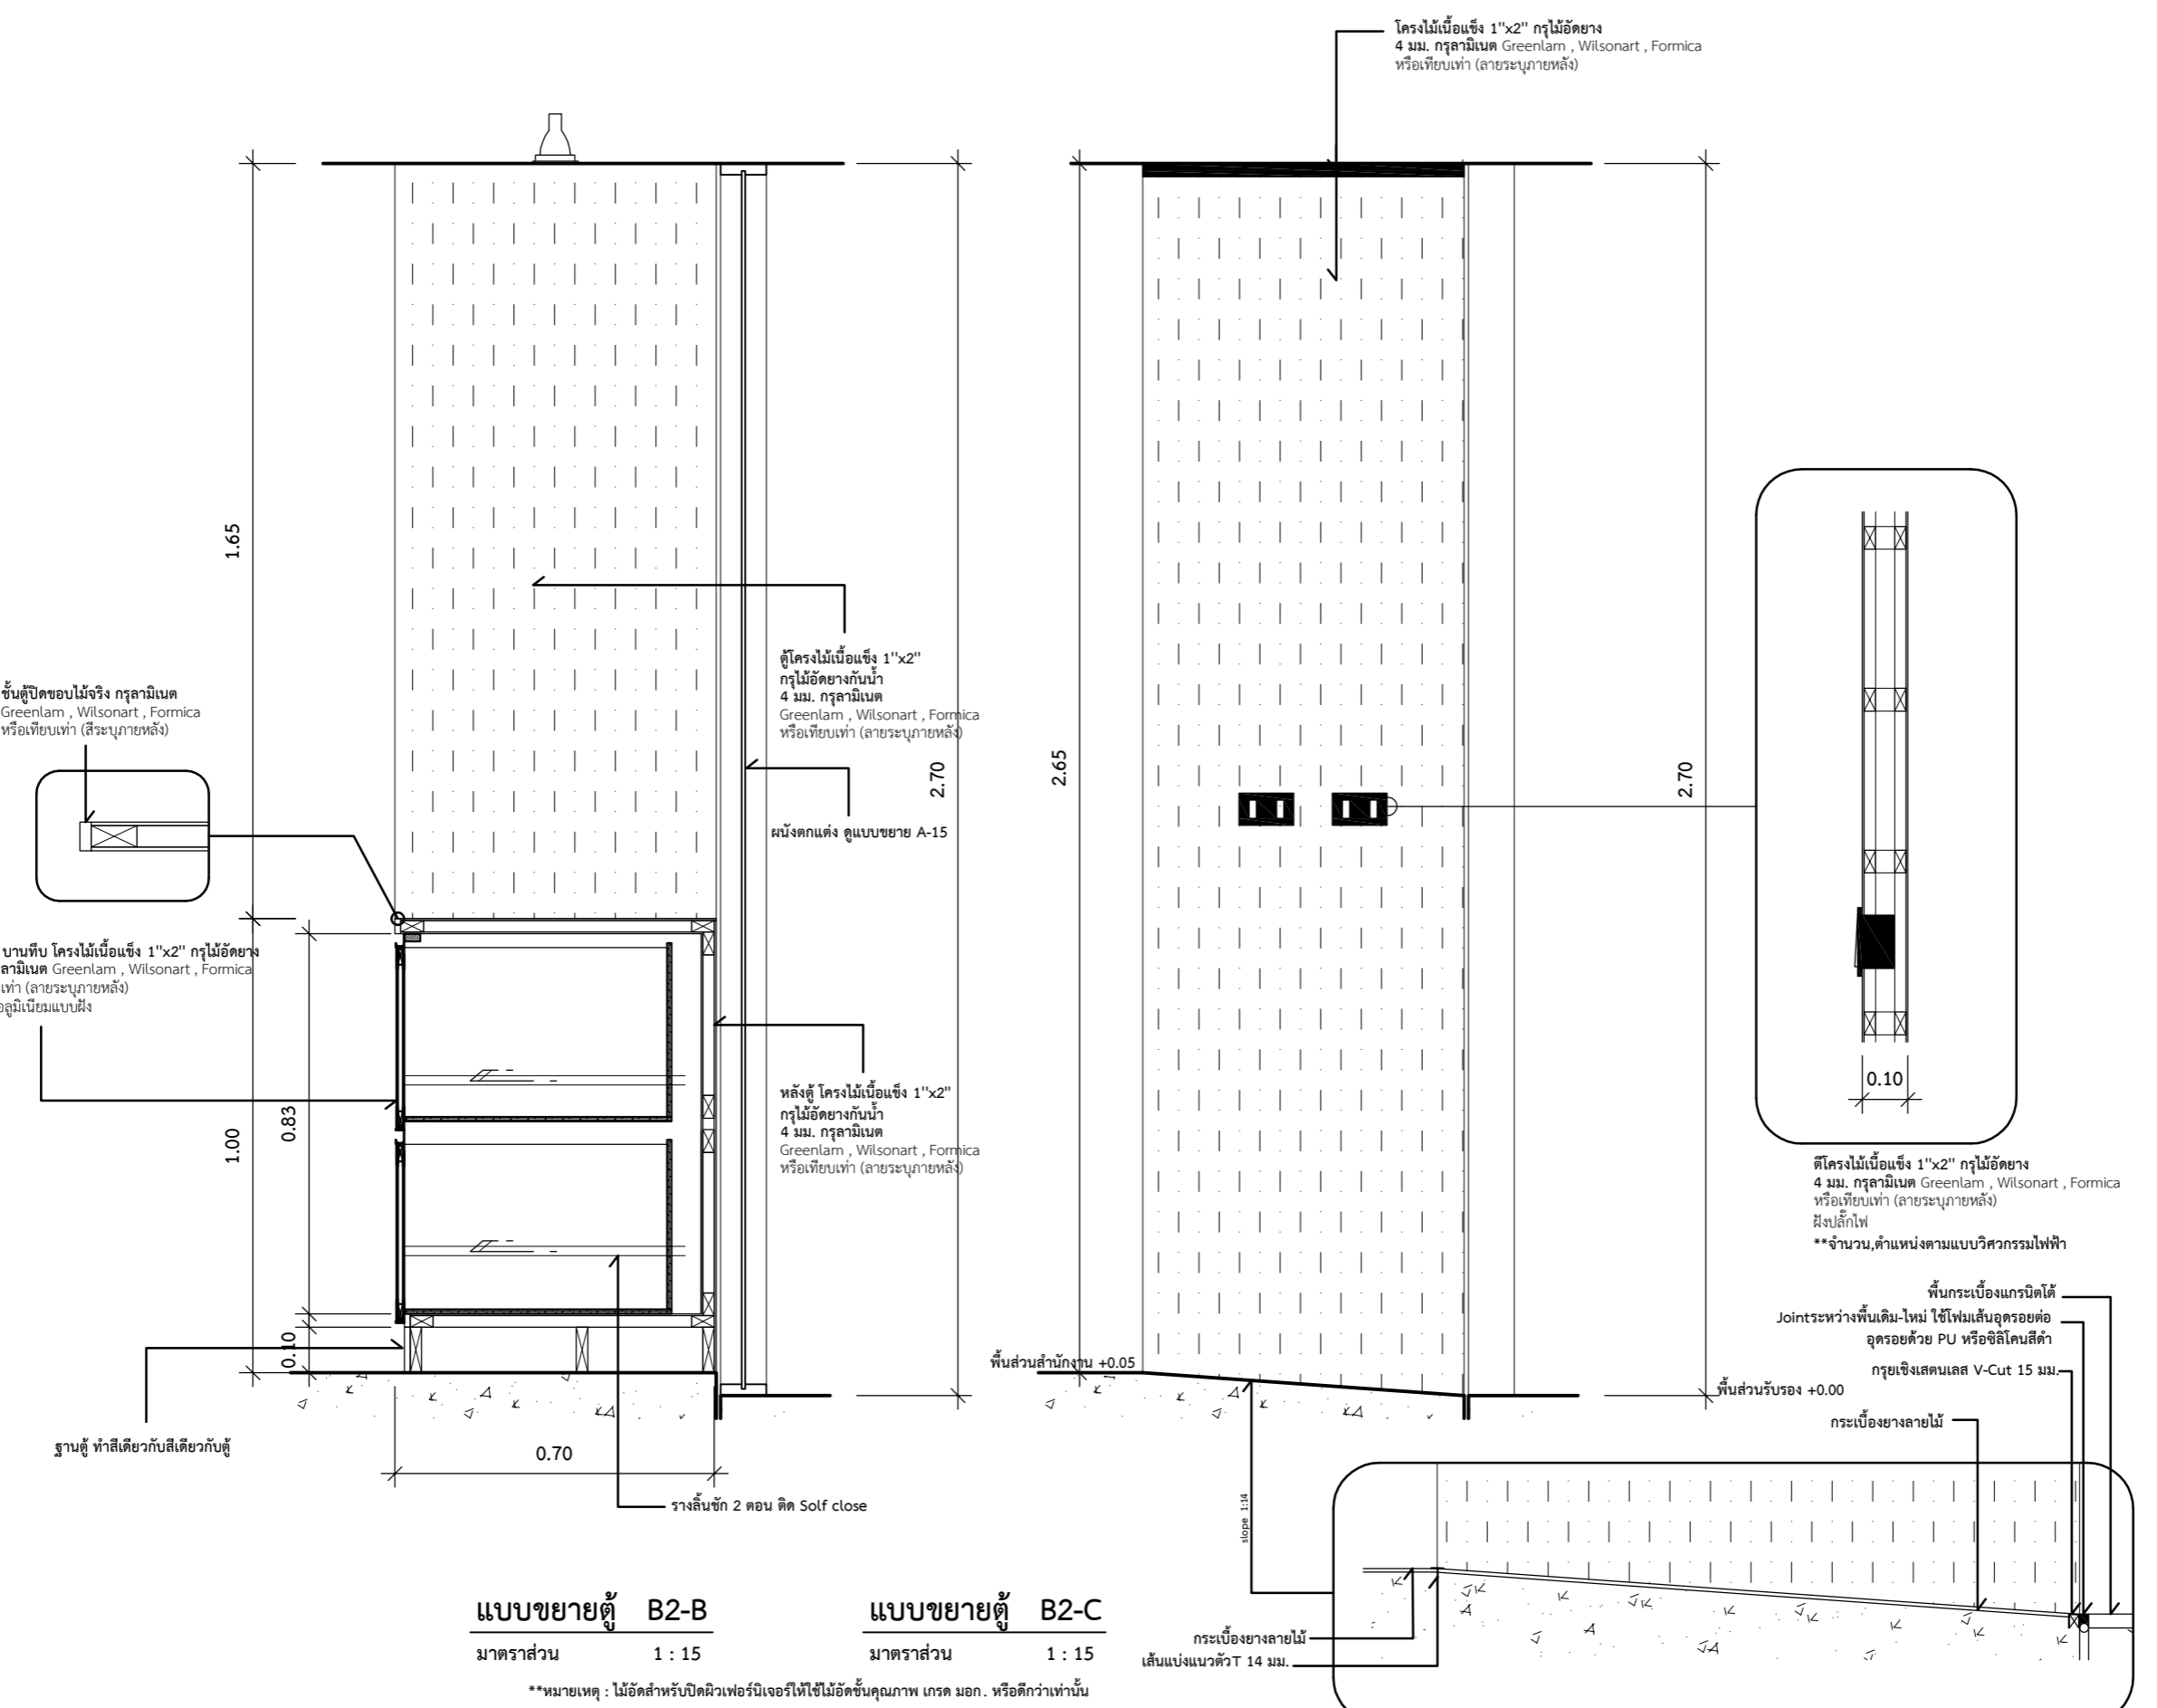 โครงไม้เนื้อแข็ง 1''x2'' กรุไม้อัดยาง
4 มม. กรุลามิเนต Greenlam , Wilsonart , Formica
หรือเทียบเท่า (ลายระบุภายหลัง)
1.65
ตู้โครงไม้เนื้อแข็ง 1''x2''
กรุไม้อัดยางกันน้ำ
4 มม. กรุลามิเนต
Greenlam , Wilsonart , Formica
หรือเทียบเท่า (ลายระบุภายหลัง)
ชั้นตู้ปิดขอบไม้จริง กรุลามิเนต
Greenlam , Wilsonart , Formica
หรือเทียบเท่า (สีระบุภายหลัง)
2.70
2.65
2.70
ผนังตกแต่ง ดูแบบขยาย A-15
บานทึบ โครงไม้เนื้อแข็ง 1''x2'' กรุไม้อัดยาง
ลามิเนต Greenlam , Wilsonart , Formica
เท่า (ลายระบุภายหลัง)
อลูมิเนียมแบบฝัง
1.00
0.83
0.10
หลังตู้ โครงไม้เนื้อแข็ง 1''x2''
กรุไม้อัดยางกันน้ำ
4 มม. กรุลามิเนต
Greenlam , Wilsonart , Formica
หรือเทียบเท่า (ลายระบุภายหลัง)
0.10
ตีโครงไม้เนื้อแข็ง 1''x2'' กรุไม้อัดยาง
4 มม. กรุลามิเนต Greenlam , Wilsonart , Formica
หรือเทียบเท่า (ลายระบุภายหลัง)
ฝังปลั๊กไฟ
**จำนวน,ตำแหน่งตามแบบวิศวกรรมไฟฟ้า
พื้นกระเบื้องแกรนิตโต้
Jointระหว่างพื้นเดิม-ใหม่ ใช้โฟมเส้นอุดรอยต่อ
อุดรอยด้วย PU หรือซิลิโคนสีดำ
กรุยเชิงเสตนเลส V-Cut 15 มม.
พื้นส่วนสำนักงาน +0.05
พื้นส่วนรับรอง +0.00
กระเบื้องยางลายไม้
ฐานตู้ ทำสีเดียวกับสีเดียวกับตู้
0.70
รางลิ้นชัก 2 ตอน ติด Solf close
slope 1:14
กระเบื้องยางลายไม้
เส้นแบ่งแนวตัวT 14 มม.
แบบขยายตู้ B2-B
มาตราส่วน 1 : 15
แบบขยายตู้ B2-C
มาตราส่วน 1 : 15
**หมายเหตุ : ไม้อัดสำหรับปิดผิวเฟอร์นิเจอร์ให้ใช้ไม้อัดชั้นคุณภาพ เกรด มอก. หรือดีกว่าเท่านั้น